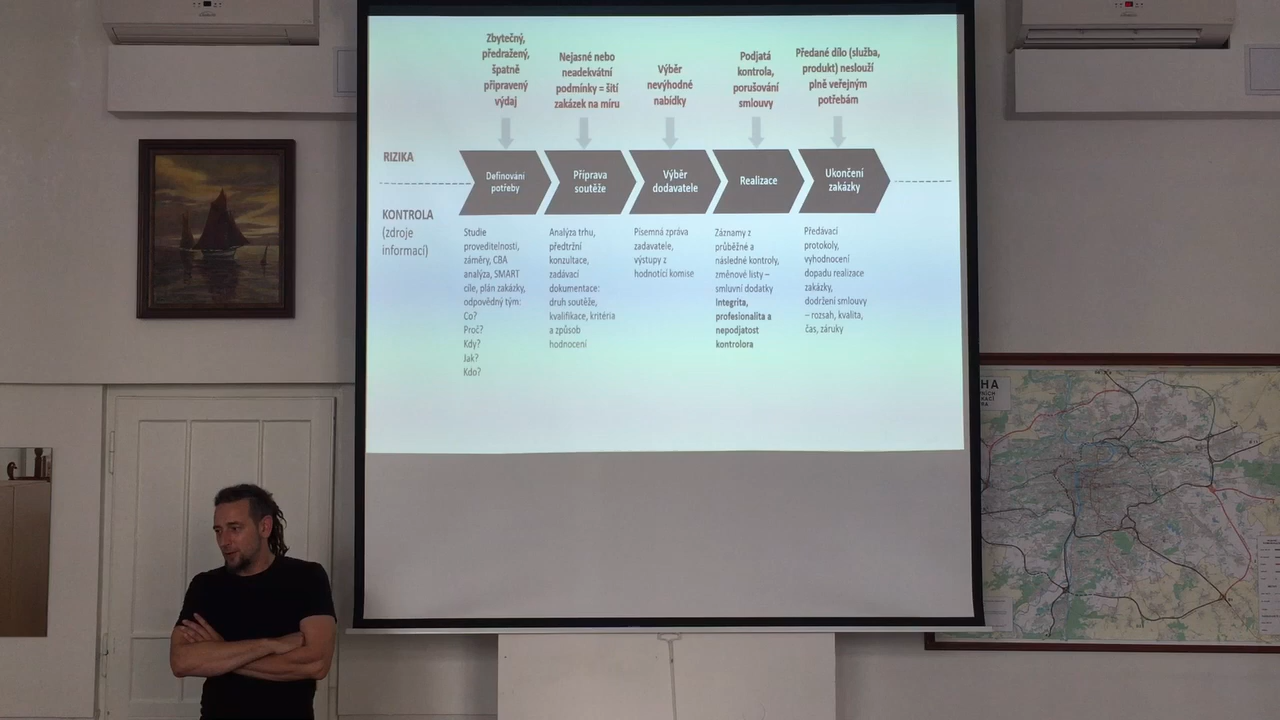 Zbytečný,
předražený,
špatně
připravený
výdaj
Nejasné nebo
neadekvátní
podmínky = šití
zakázek na míru
Výběr
nevýhodné
nabídky
Podjatá
kontrola,
porušování
smlouvy
Předané dílo (služba,
produkt) neslouží
plně veřejným
potřebám
RIZIKA
Definování
potřeby
Příprava
soutěže
Výběr
dodavatele
Realizace
Ukončení
zakázky
KONTROLA
(zdroje
informací)
Studie
proveditelnosti,
záměry, CBA
analýza, SMART
cíle, plán zakázky,
odpovědný tým:
Co?
Proč?
Kdy?
Jak?
Kdo?
Analýza trhu,
předtržní
konzultace,
zadávací
dokumentace:
druh soutěže,
kvalifikace, kritéria
a způsob
hodnocení
Písemná zpráva
zadavatele,
výstupy z
hodnotící komise
Záznamy z
průběžné a
následné kontroly,
změnové listy –
smluvní dodatky
Integrita,
profesionalita a
nepodjatost
kontrolora
Předávací
protokoly,
vyhodnocení
dopadu realizace
zakázky,
dodržení smlouvy
– rozsah, kvalita,
čas, záruky
HA